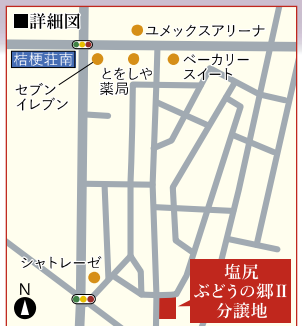 ■詳細図
ユメックスアリーナ
桔梗荘南
セブン
イレブン
とをしや
薬局
ベーカリー
スイート
シャトレーゼ
N
塩尻
ぶどうの郷Ⅱ
分譲地